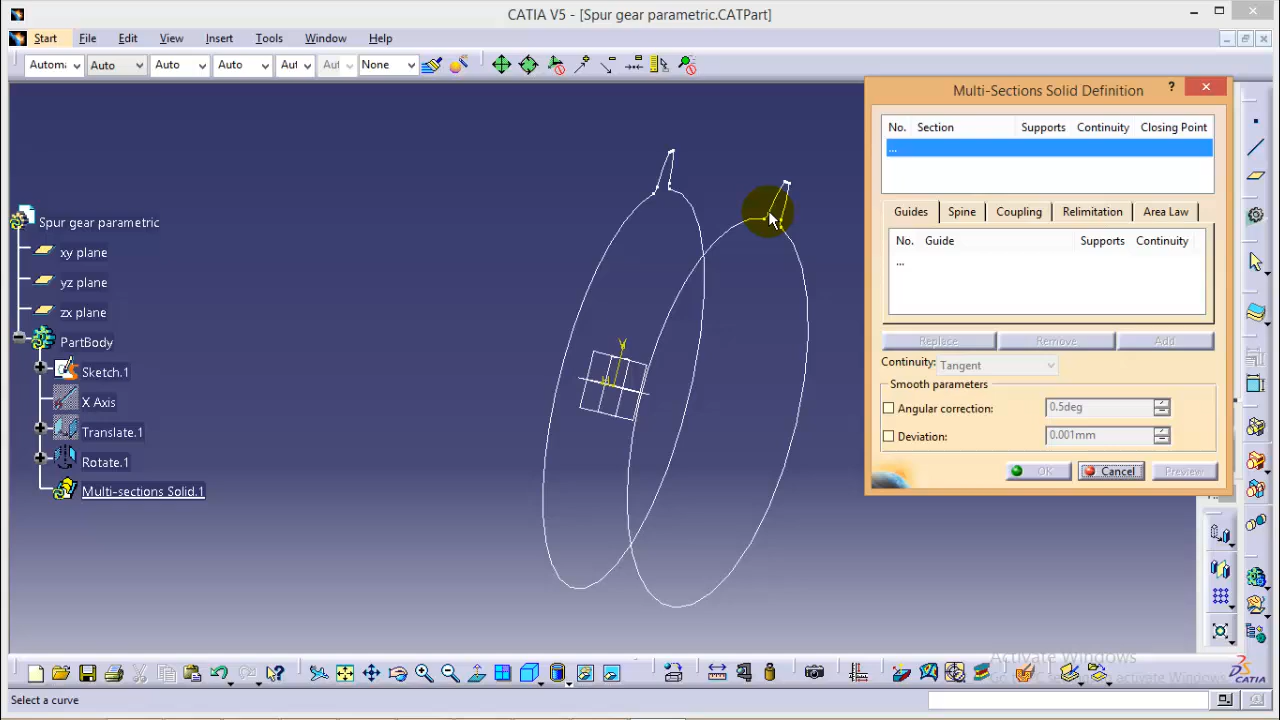 CATIA V5 - [Spur gear parametric.CATPart]
Start File Edit View Insert Tools Window Help
Automa Auto Auto Auto Aut Aut None
Multi-Sections Solid Definition
?
No. Section Supports Continuity Closing Point
...
Guides Spine Coupling Relimitation Area Law
No. Guide Supports Continuity
...
Replace Remove Add
Continuity: Tangent
Smooth parameters
Angular correction: 0.5deg
Deviation: 0.001mm
OK Cancel Preview
Spur gear parametric
xy plane
yz plane
zx plane
PartBody
Sketch.1
X Axis
Translate.1
Rotate.1
Multi-sections Solid.1
Activate Windows
CATIA
Select a curve